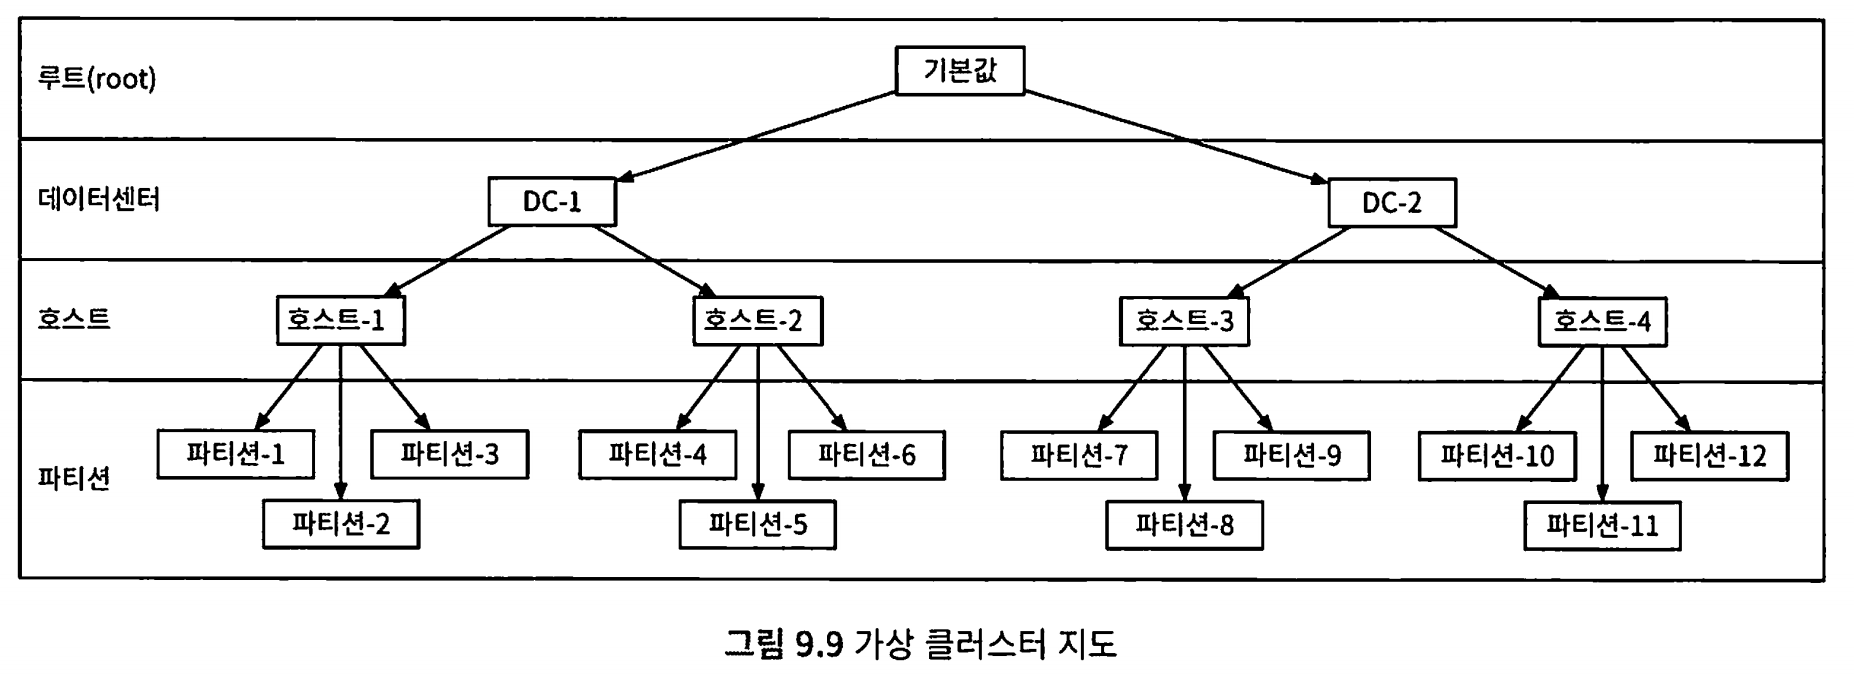 루트(root)
기본값
데이터센터
DC-1
DC-2
호스트
호스트-1
호스트-2
호스트-3
호스트-4
파티션
파티션-1
파티션-3
파티션-4
파티션-6
파티션-7
파티션-9
파티션-10
파티션-12
파티션-2
파티션-5
파티션-8
파티션-11
그림 9.9 가상 클러스터 지도